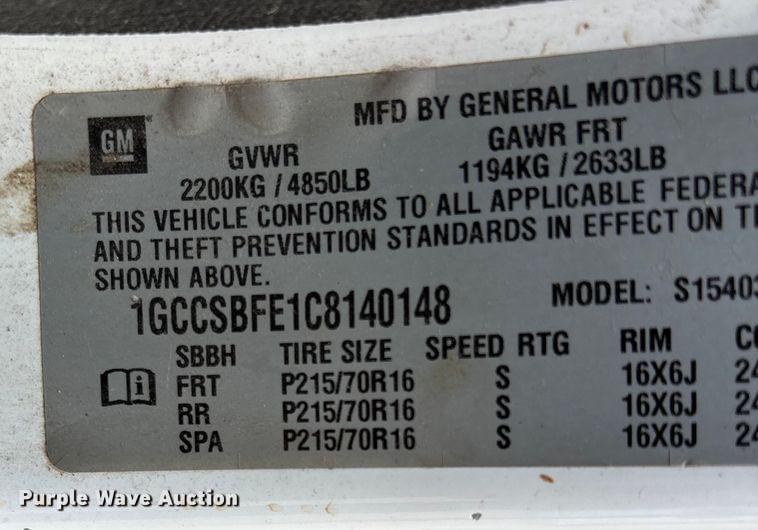 MFD BY GENERAL MOTORS LLC
GM
GVWR GAWR FRT
2200KG / 4850LB 1194KG / 2633LB
THIS VEHICLE CONFORMS TO ALL APPLICABLE FEDERA
AND THEFT PREVENTION STANDARDS IN EFFECT ON T
SHOWN ABOVE.
1GCCSBFE1C8140148 MODEL: S15403
SBBH TIRE SIZE SPEED RTG RIM CO
FRT P215/70R16 S 16X6J 24
RR P215/70R16 S 16X6J 24
SPA P215/70R16 S 16X6J 24
Purple Wave Auction